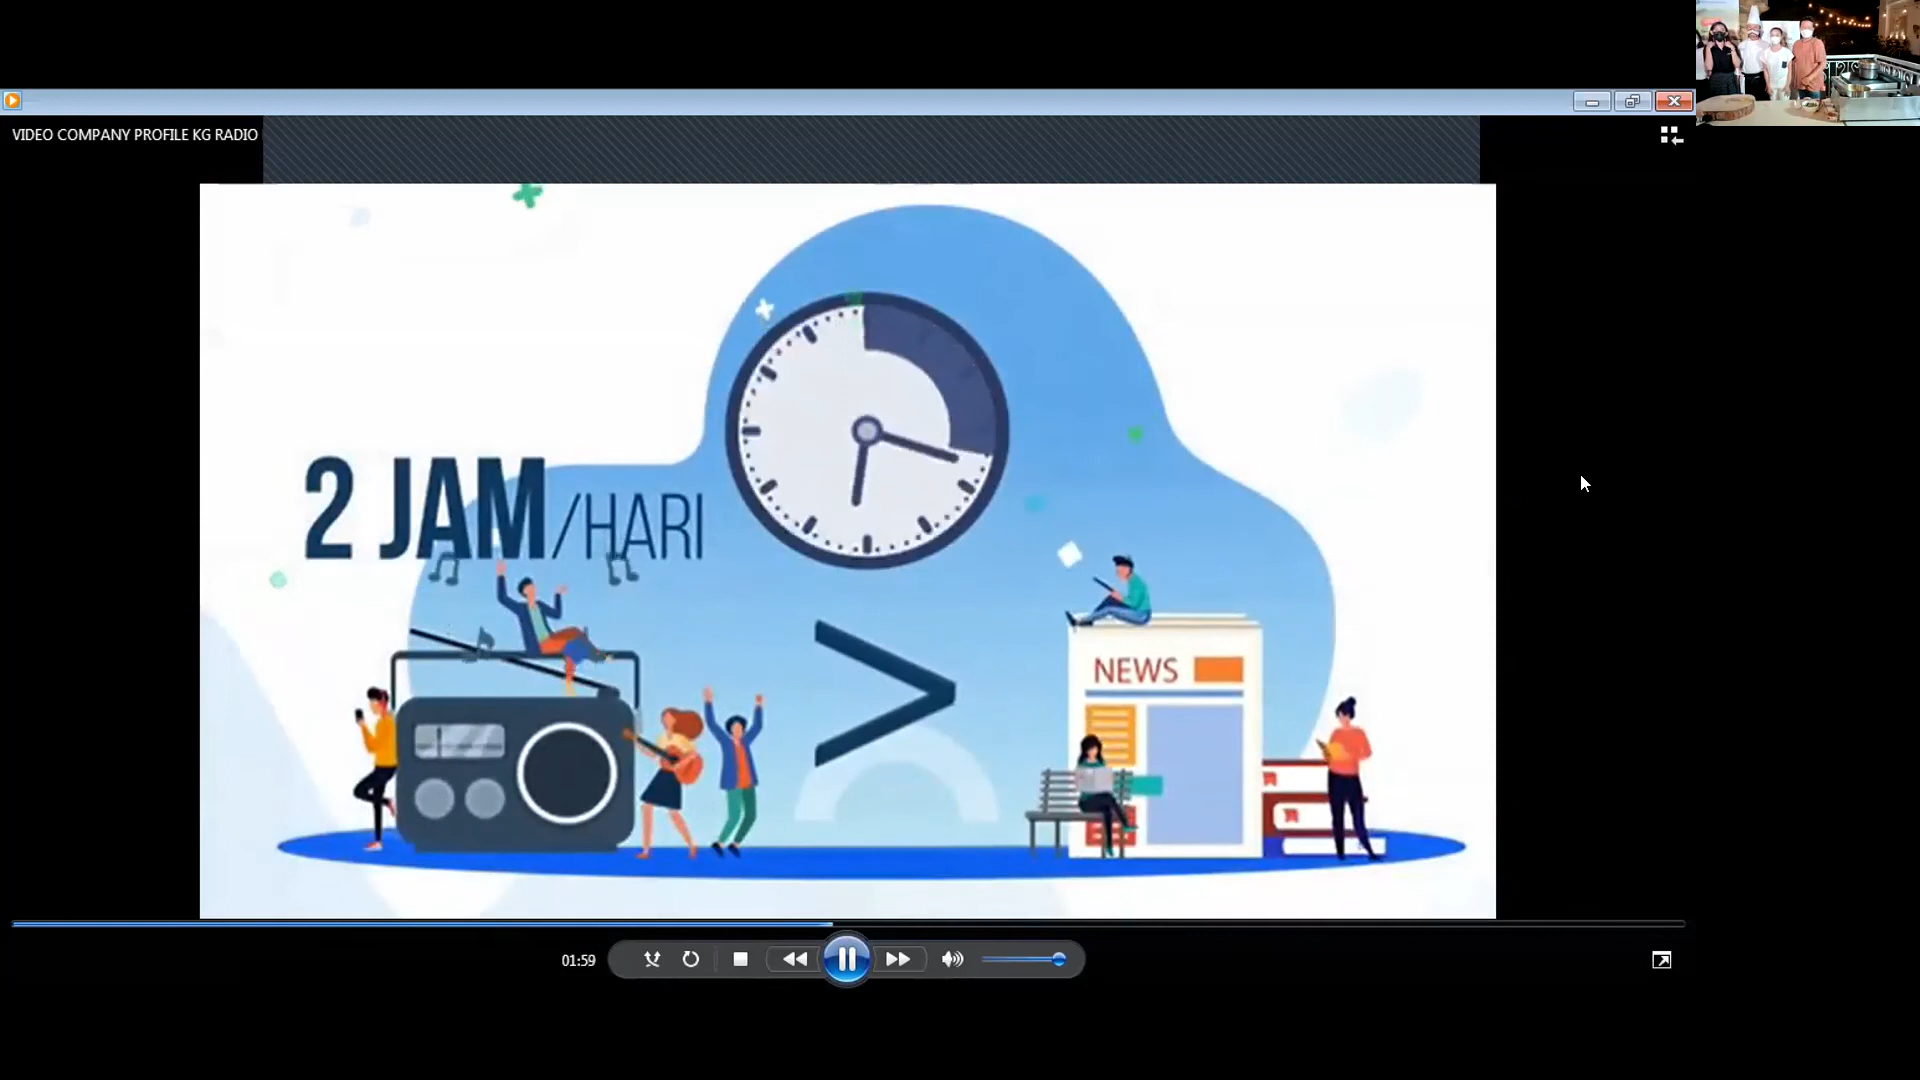 VIDEO COMPANY PROFILE KG RADIO
2 JAM/HARI
>
NEWS
01:59